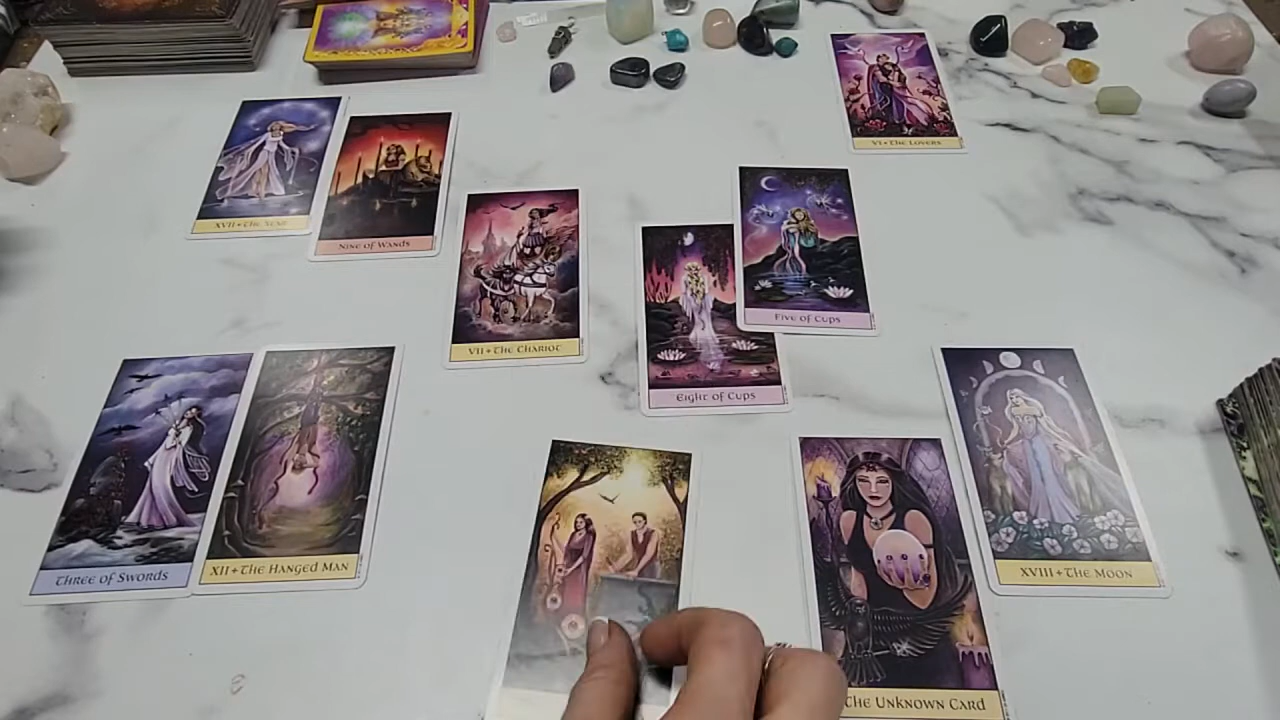 VI ✦ The Lovers
XVII ✦ The Star
Nine of Wands
VII ✦ The Chariot
Five of Cups
Eight of Cups
Three of Swords
XII ✦ The Hanged Man
XVIII ✦ The Moon
The Unknown Card